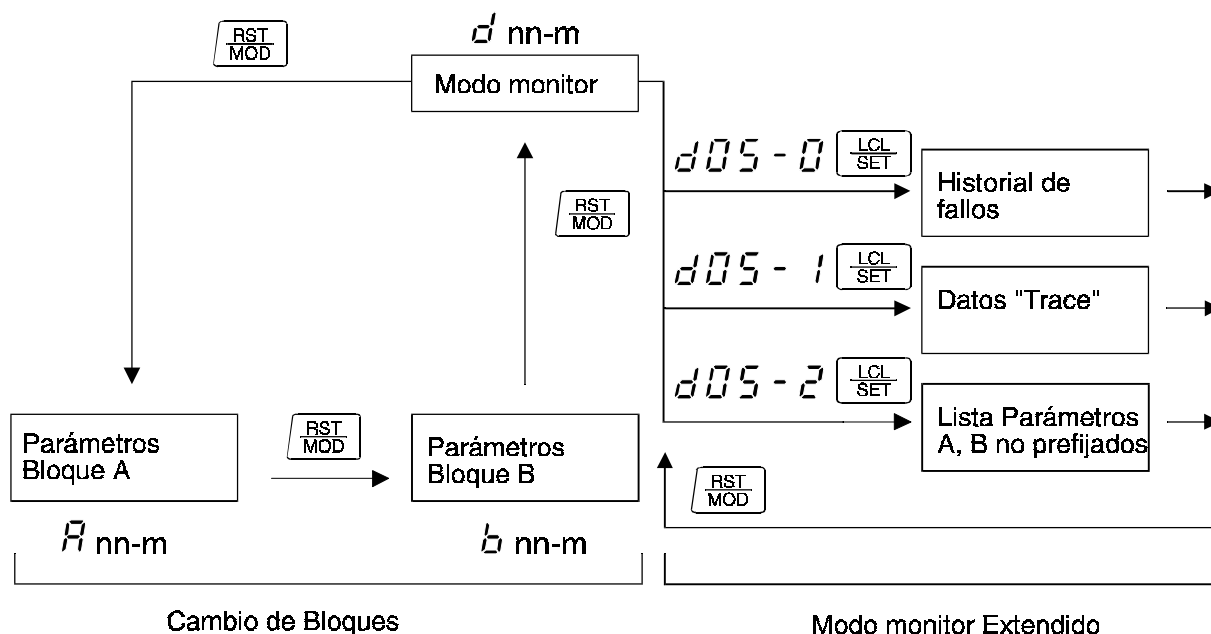 RST
MOD
d nn-m
Modo monitor
d05-0
LCL
SET
Historial de
fallos
RST
MOD
d05-1
LCL
SET
Datos "Trace"
d05-2
LCL
SET
Lista Parámetros
A, B no prefijados
Parámetros
Bloque A
RST
MOD
Parámetros
Bloque B
RST
MOD
A nn-m
b nn-m
Cambio de Bloques
Modo monitor Extendido